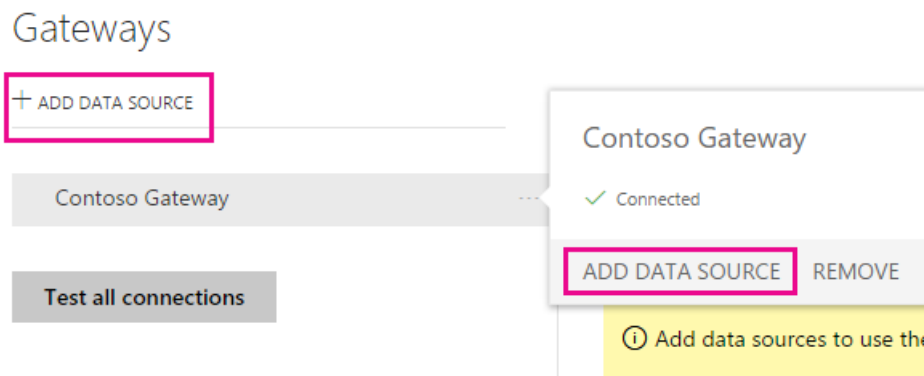 Gateways
+ ADD DATA SOURCE
Contoso Gateway
...
Test all connections
Contoso Gateway
Connected
ADD DATA SOURCE REMOVE
Add data sources to use the